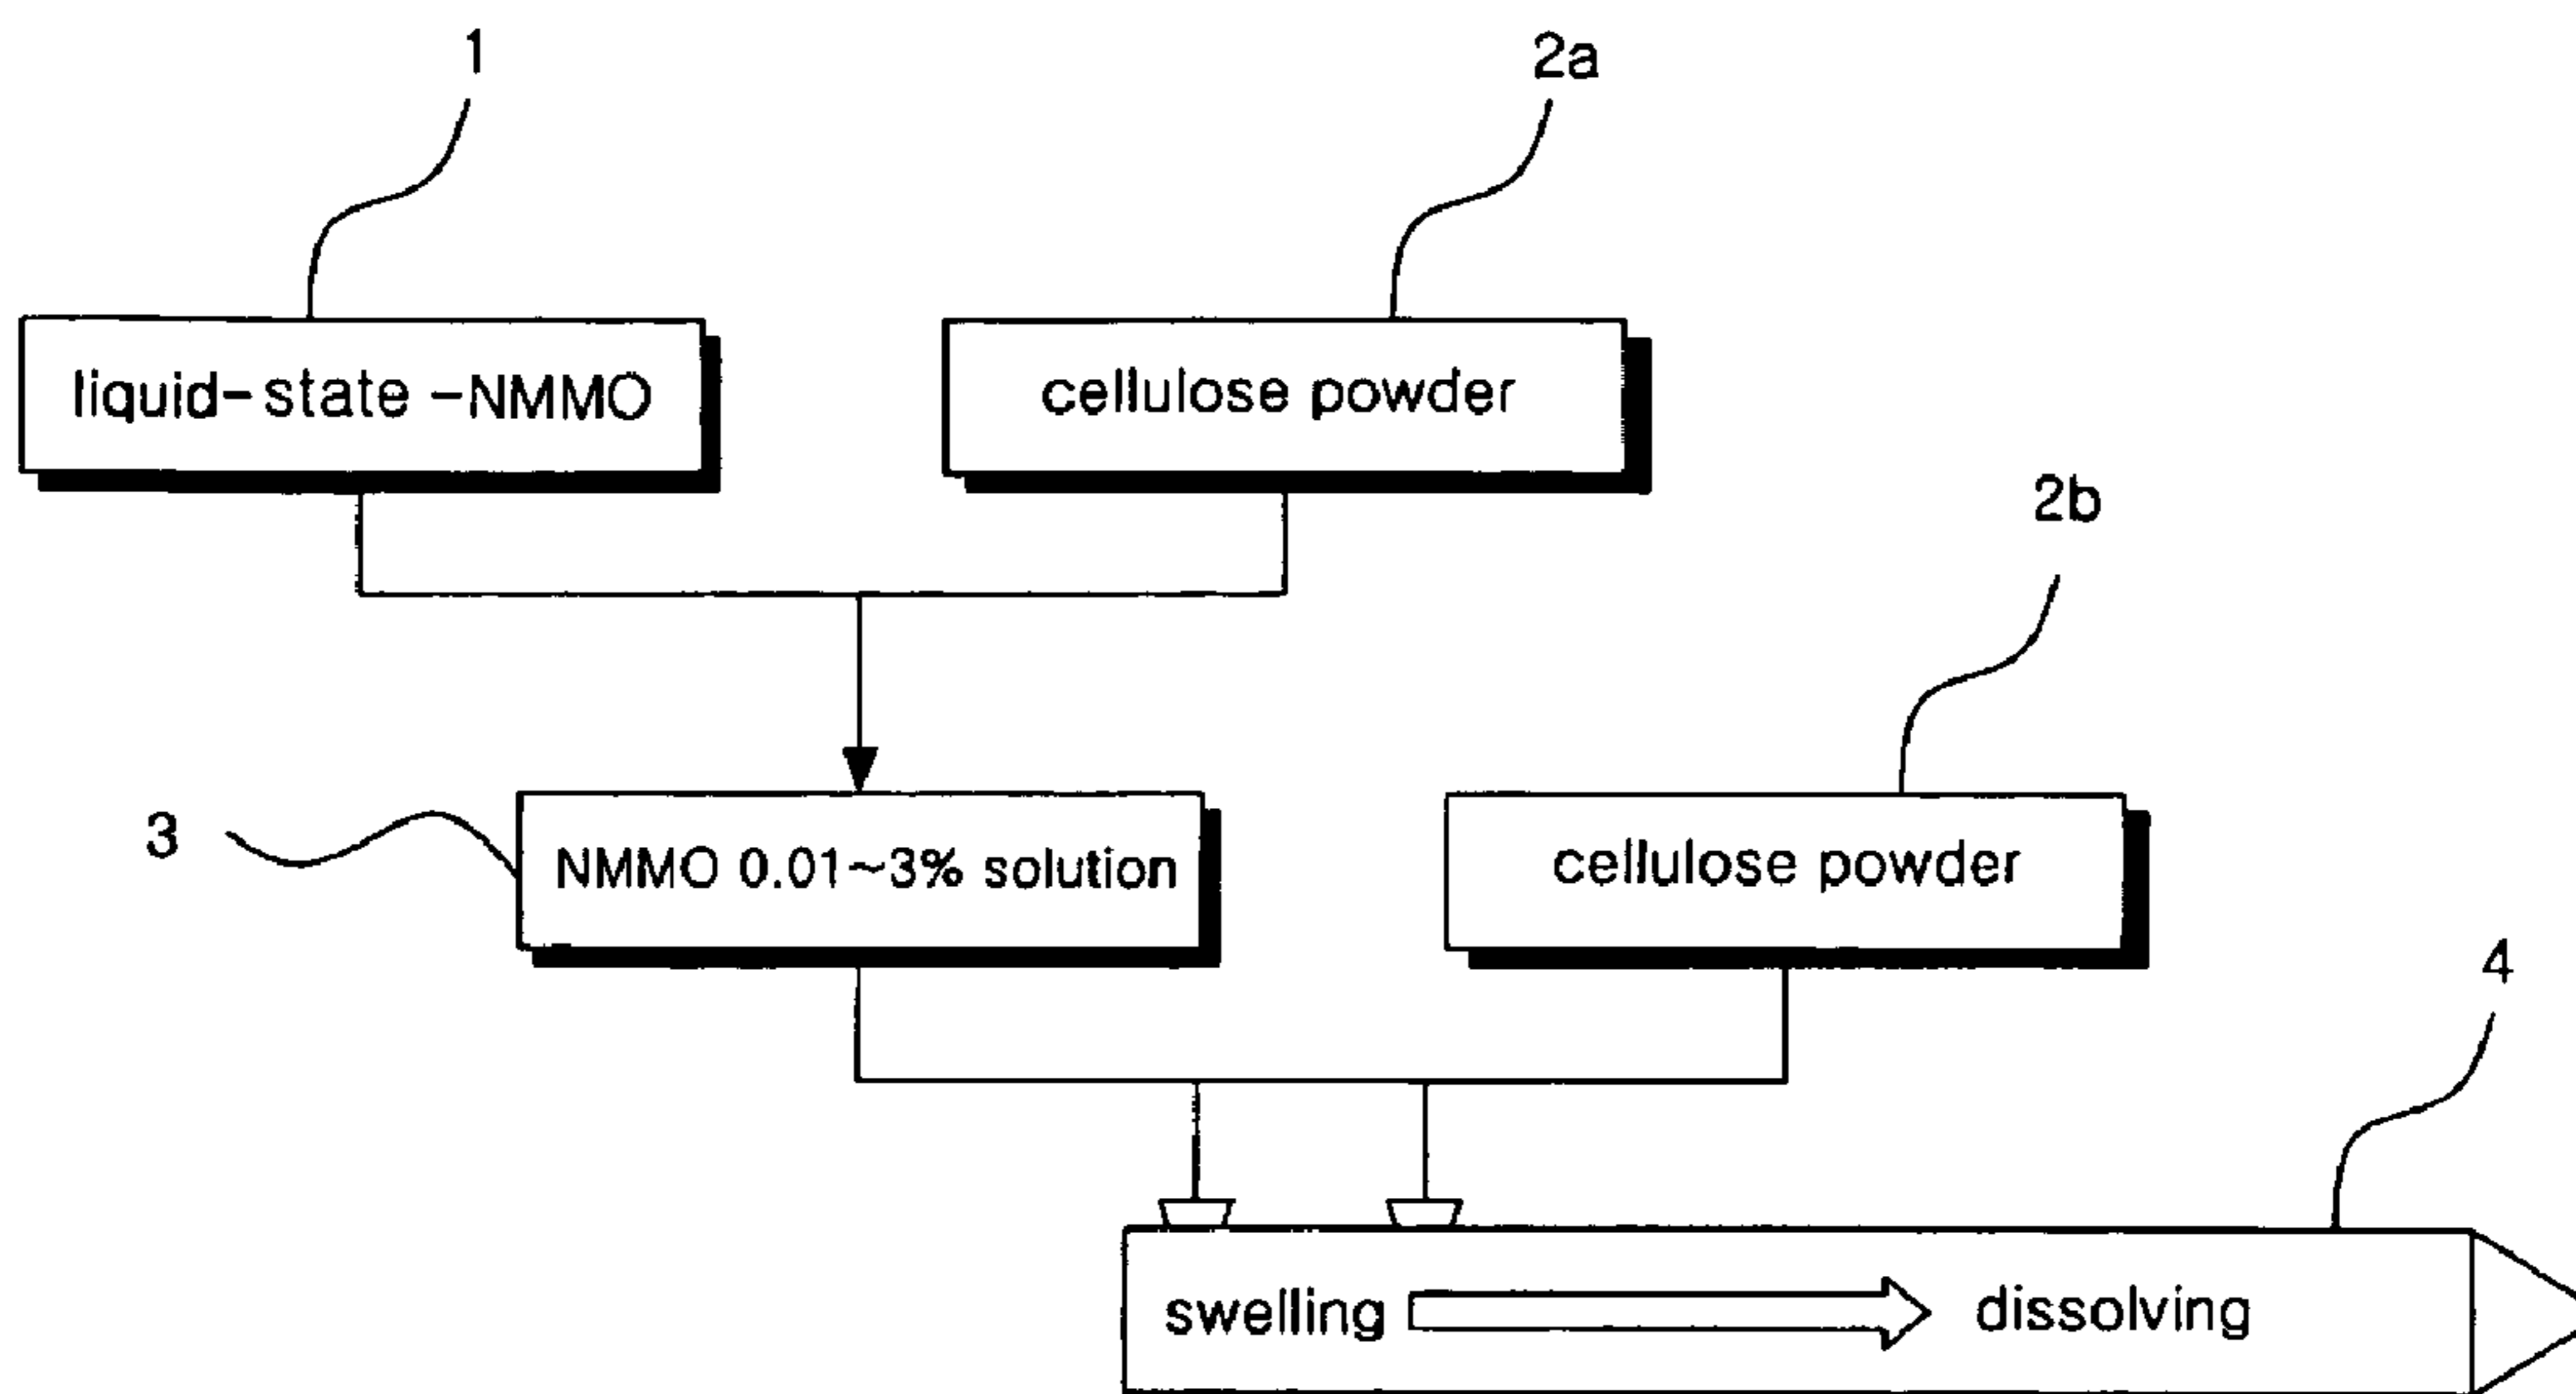 1
2a
liquid-state -NMMO
cellulose powder
2b
3
NMMO 0.01~3% solution
cellulose powder
4
swelling
dissolving